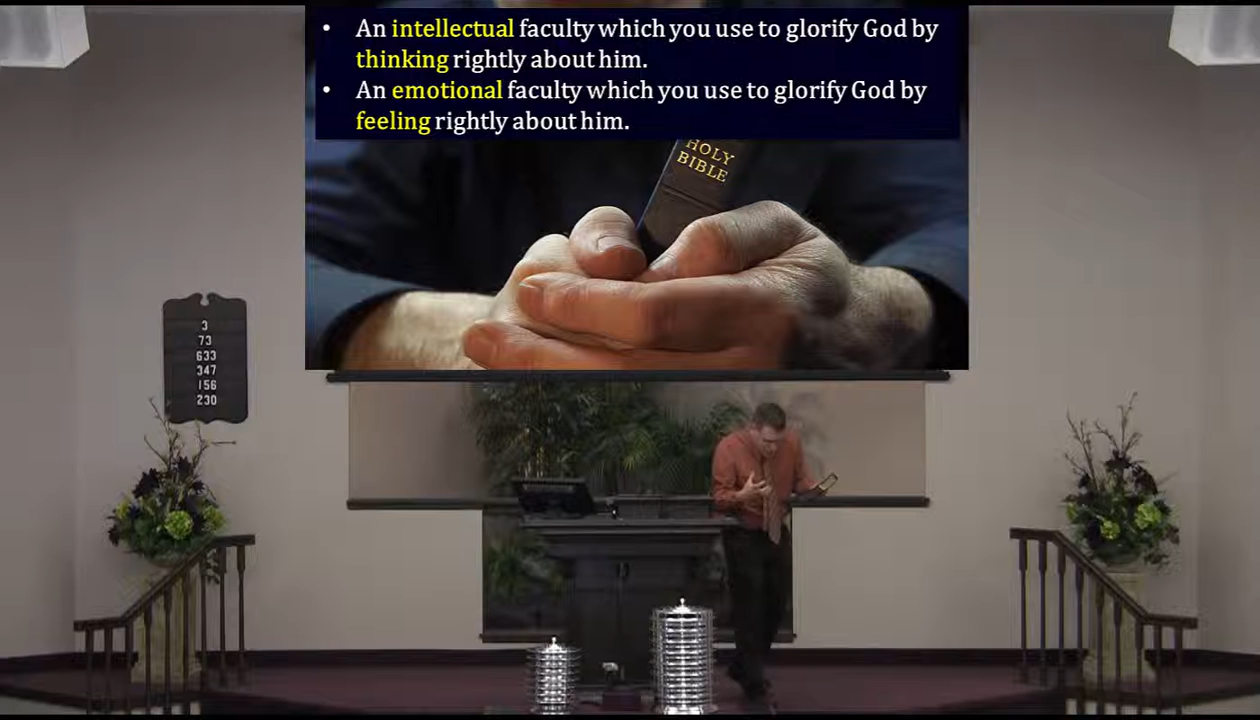 • An intellectual faculty which you use to glorify God by
thinking rightly about him.
• An emotional faculty which you use to glorify God by
feeling rightly about him.
HOLY
BIBLE
3
73
633
347
156
230